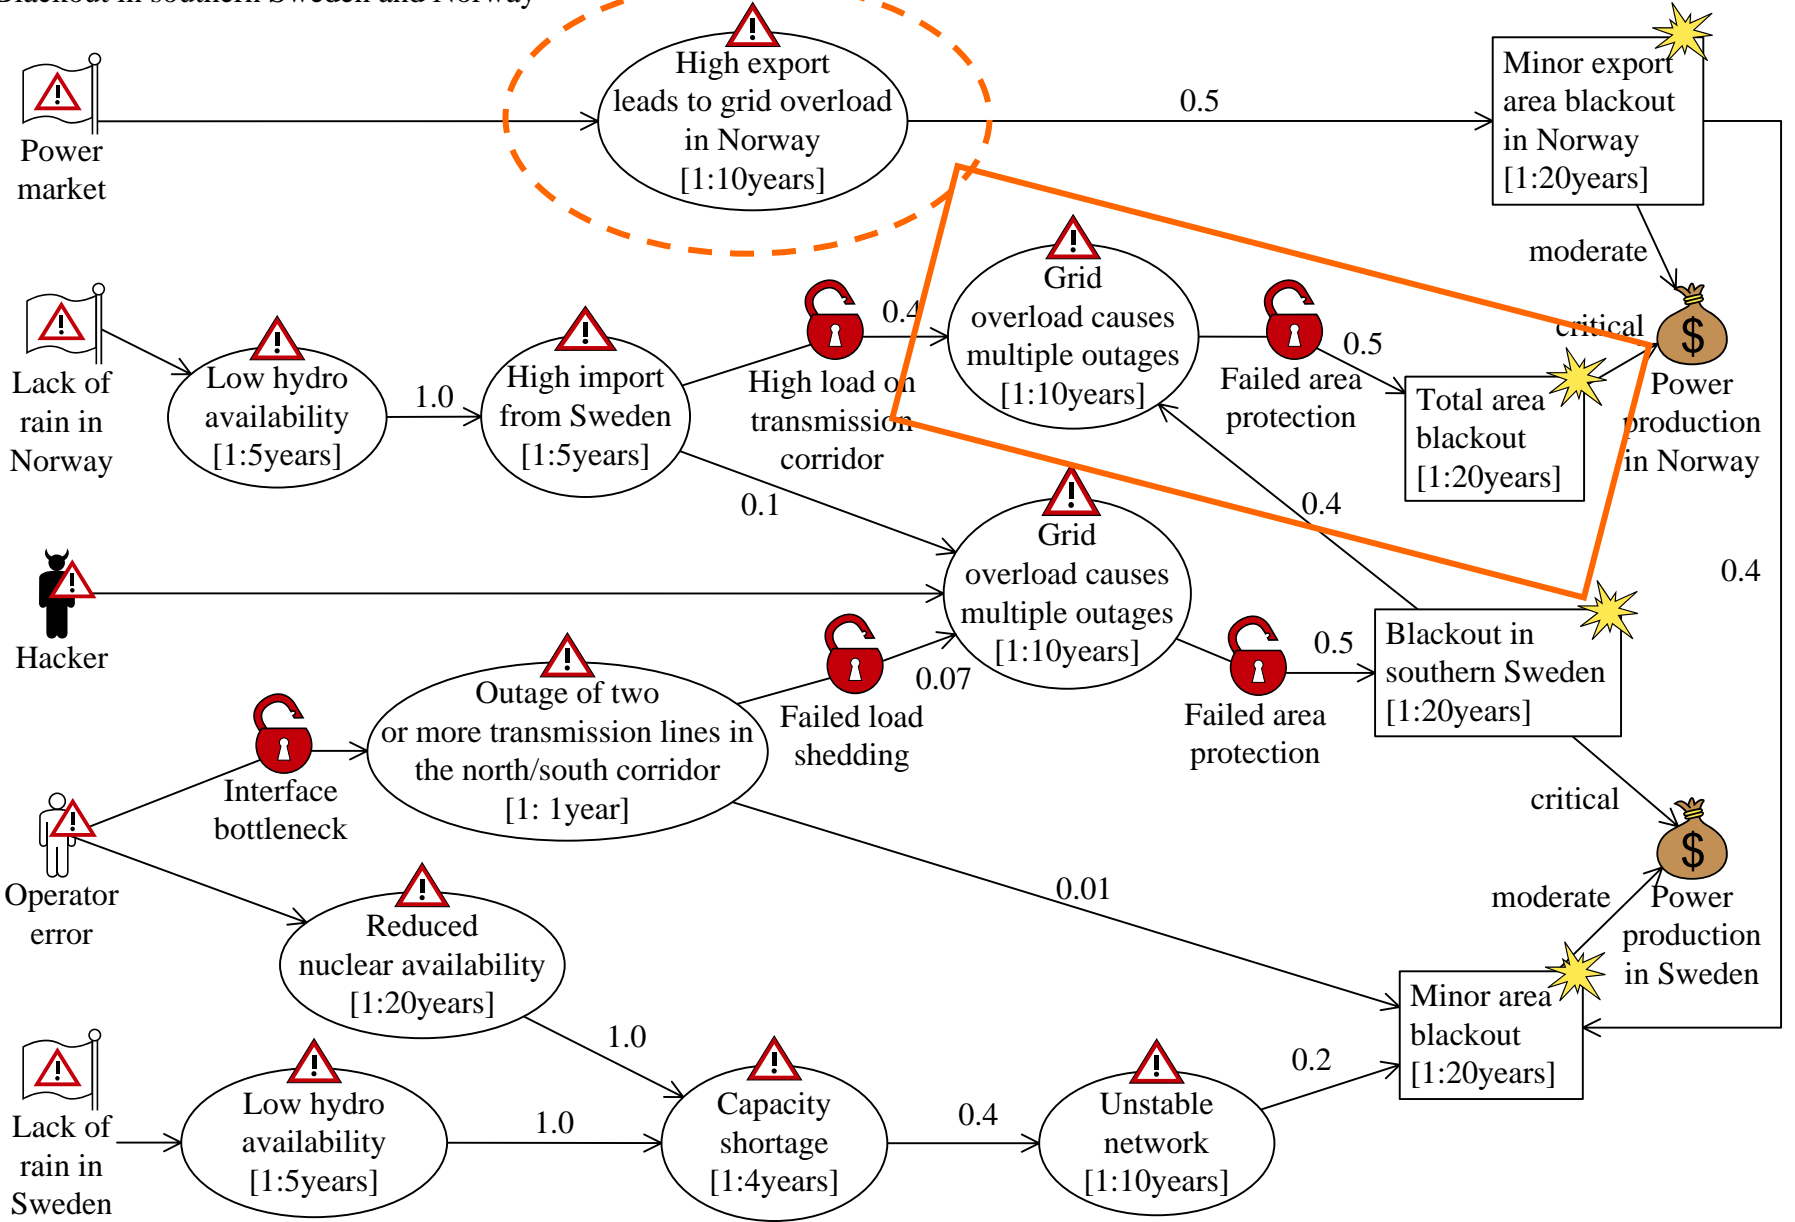 Blackout in southern Sweden and Norway
High export
leads to grid overload
in Norway
[1:10years]
0.5
Minor export
area blackout
in Norway
[1:20years]
Power
market
moderate
Lack of
rain in
Norway
Low hydro
availability
[1:5years]
1.0
High import
from Sweden
[1:5years]
High load on
transmission
corridor
0.4
Grid
overload causes
multiple outages
[1:10years]
Failed area
protection
0.5
Total area
blackout
[1:20years]
critical
$
Power
production
in Norway
0.1
0.4
0.4
Hacker
Grid
overload causes
multiple outages
[1:10years]
0.07
Failed load
shedding
Failed area
protection
0.5
Blackout in
southern Sweden
[1:20years]
Interface
bottleneck
Outage of two
or more transmission lines in
the north/south corridor
[1: 1year]
critical
$
Power
production
in Sweden
Operator
error
Reduced
nuclear availability
[1:20years]
0.01
moderate
Minor area
blackout
[1:20years]
1.0
Lack of
rain in
Sweden
Low hydro
availability
[1:5years]
1.0
Capacity
shortage
[1:4years]
0.4
Unstable
network
[1:10years]
0.2